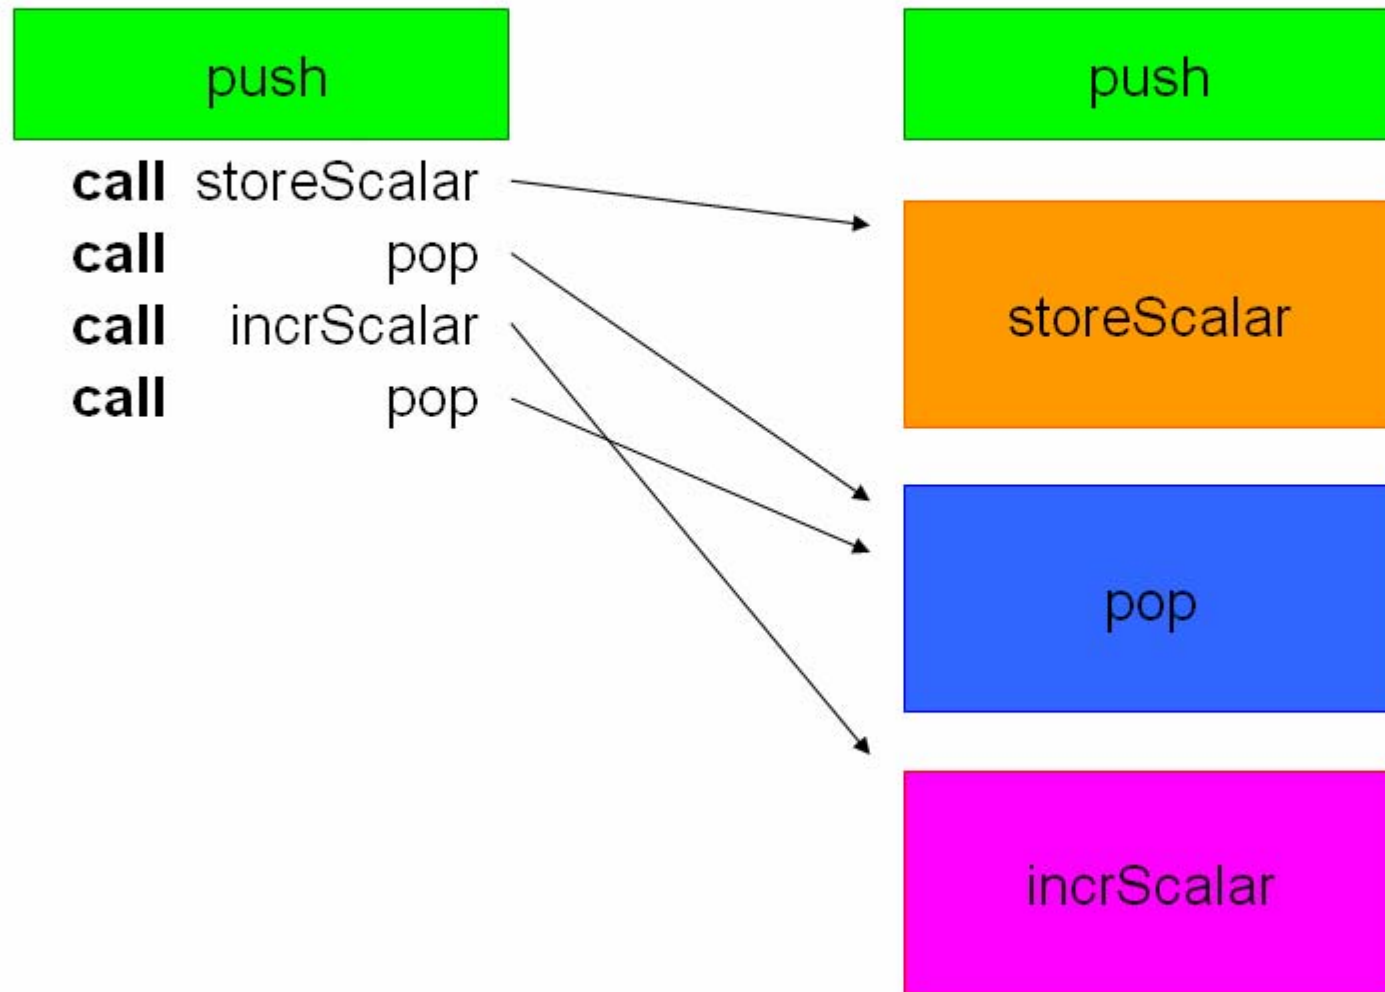 push
call storeScalar
call pop
call incrScalar
call pop
push
storeScalar
pop
incrScalar